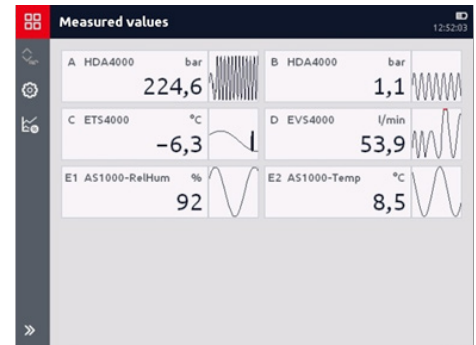 Measured values
12:52:03
A HDA4000 bar
224,6
B HDA4000 bar
1,1
C ETS4000 °C
−6,3
D EVS4000 l/min
53,9
E1 AS1000-RelHum %
92
E2 AS1000-Temp °C
8,5